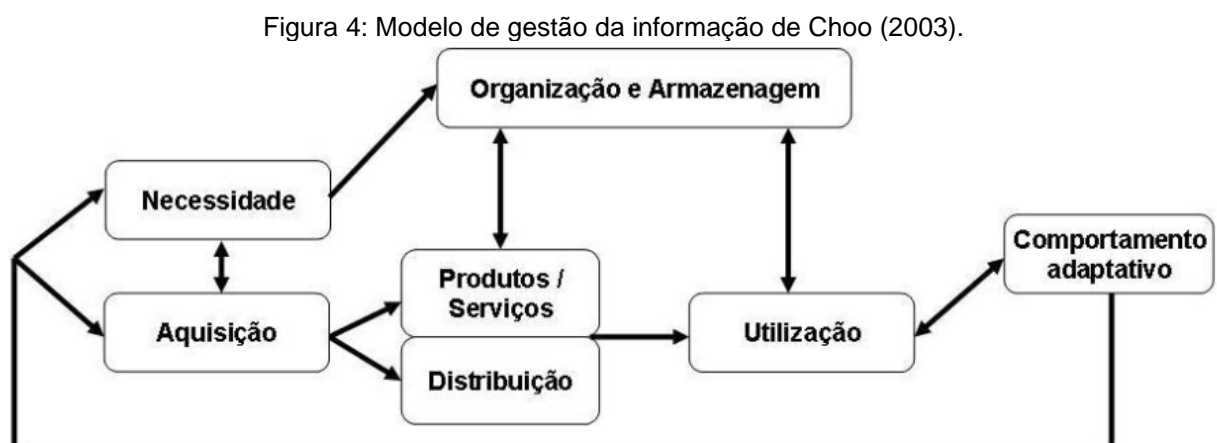 Figura 4: Modelo de gestão da informação de Choo (2003).
Organização e Armazenagem
Necessidade
Comportamento
adaptativo
Produtos /
Serviços
Aquisição
Utilização
Distribuição